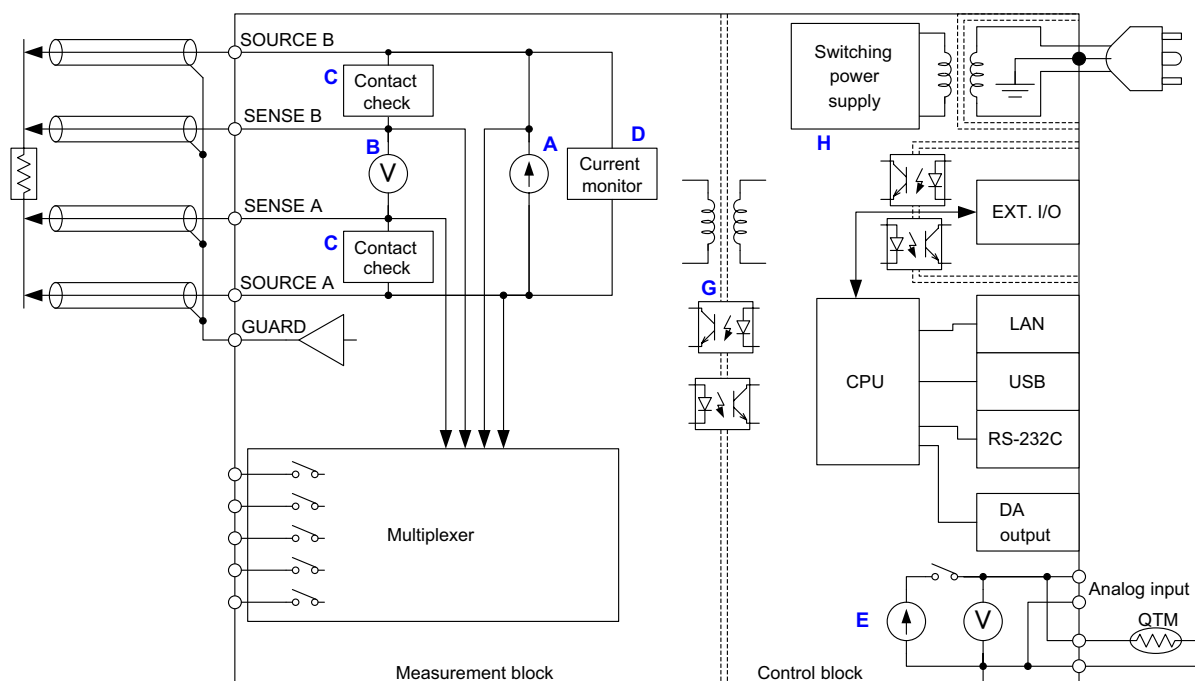 SOURCE B
C
Contact
check
SENSE B
B
V
A
D
Current
monitor
SENSE A
C
Contact
check
SOURCE A
GUARD
Multiplexer
Measurement block
Switching
power
supply
H
G
EXT. I/O
CPU
LAN
USB
RS-232C
DA
output
Analog input
E
V
QTM
Control block